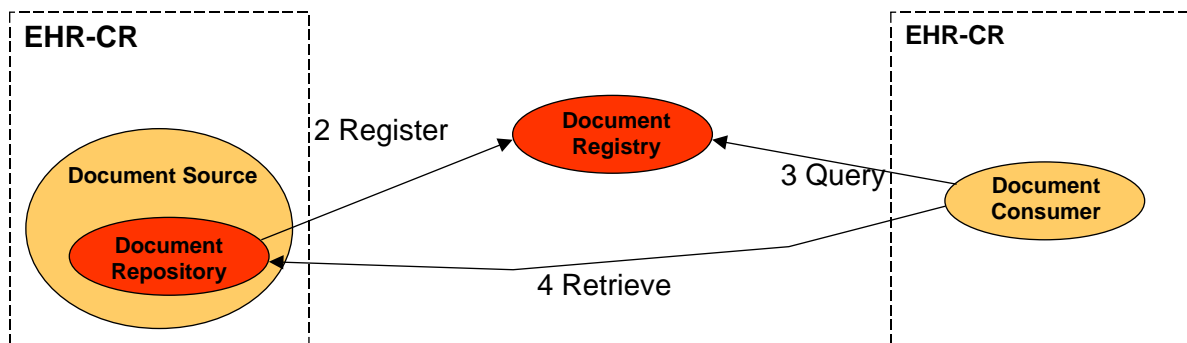 EHR-CR
EHR-CR
2 Register
Document
Registry
Document Source
3 Query
Document
Consumer
Document
Repository
4 Retrieve